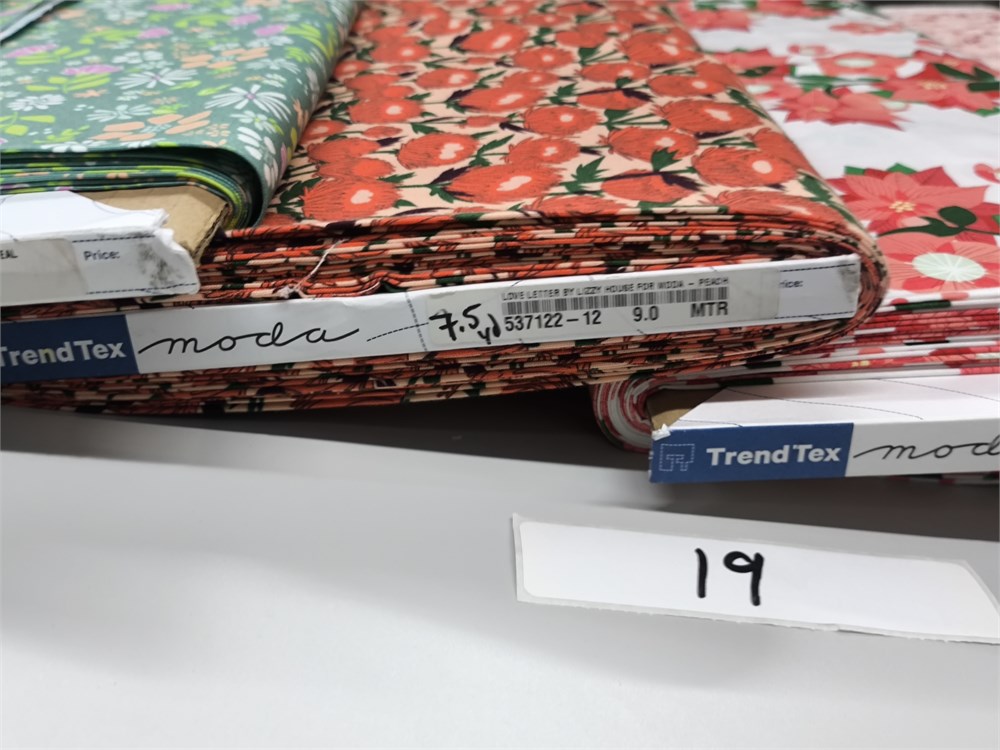 EAL
Price:
TrendTex
moda
7.5 yd
LOVE LETTER BY LIZZY HOUSE FOR MODA - PEACH
537122-12 9.0 MTR
rice:
TrendTex
mod
19